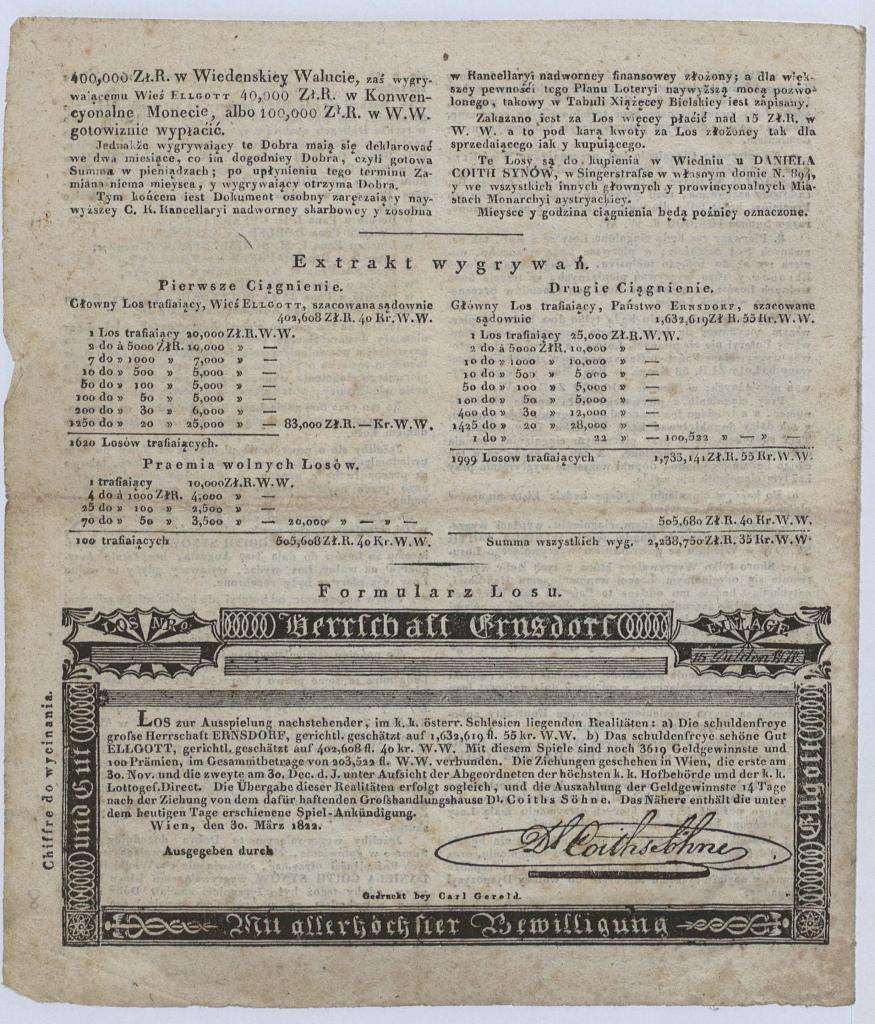 400,000 Zł.R. w Wiedenskiey Walucie, zaś wygry-
waiącemu Wieś ELLGOTT 40,000 Zł.R. w Konwen-
cyonalne Monecie, albo 100,000 Zł.R. w W.W.
gotowiznie wypłacić.
Jednakże wygrywaiący te Dobra maią się deklarować
we dwa miesiące, co im dogodniey Dobra, czyli gotowa
Summa w pieniądzach; po upłynieniu tego terminu Za-
miana niema mieysca, y wygrywaiący otrzyma Dobra.
Tym końcem iest Dokument osobny zaręczaiący nay-
wyższey C. K. Kancellaryi nadworney skarbowey y zosobna
w Kancellaryi nadworney finansowey złożony; a dla więk-
szey pewności tego Planu Loteryi naywyższą mocą pozwo-
lonego, takowy w Tabuli Xiążęcey Bielskiey iest zapisany.
Zakazano jest za Los więcey płacić nad 15 Zł.R. w
W. W. a to pod karą kwoty za Los złożoney tak dla
sprzedaiącego iak y kupuiącego.
Te Losy są do kupienia w Wiedniu u DANIELA
COITH SYNÓW, w Singerstrafse w własnym domie N. 894,
y we wszystkich innych głownych y prowincyonalnych Mia-
stach Monarchyi aystryackiey.
Mieysce y godzina ciągnienia będą poźniey oznaczone.
Extrakt wygrywań.
Pierwsze Ciągnienie.
Głowny Los trafiaiący, Wieś ELLGOTT, szacowana sądownie
402,608 Zł.R. 40 Kr.W.W.
1 Los trafiaiący 20,000 Zł.R.W.W.
2 do à 5000 ZłR. 10,000 » —
7 do » 1000 » 7,000 » —
10 do » 500 » 5,000 » —
50 do » 100 » 5,000 » —
100 do » 50 » 5,000 » —
200 do » 30 » 6,000 » —
1250 do » 20 » 25,000 » — 83,000 Zł.R. — Kr.W.W.
1620 Losów trafiaiących.
Praemia wolnych Losów.
1 trafiaiący 10,000 Zł.R.W.W.
4 do à 1000 ZłR. 4,000 » —
25 do » 100 » 2,500 » —
70 do » 50 » 3,500 » — 20,000 » — » —
100 trafiaiących 505,608 Zł.R. 40 Kr.W.W.
Drugie Ciągnienie.
Główny Los trafiaiący, Państwo ERNSDORF, szacowane
sądownie 1,632,619 Zł R. 55 Kr.W.W.
1 Los trafiaiący 25,000 Zł.R.W.W.
2 do à 5000 ZłR. 10,000 » —
10 do » 1000 » 10,000 » —
10 do » 500 » 5,000 » —
50 do » 100 » 5,000 » —
100 do » 50 » 5,000 » —
400 do » 30 » 12,000 » —
1425 do » 20 » 28,000 » —
1 do » 22 » — 100,522 » — » —
1999 Losow trafiaiących 1,733,141 Zł.R. 55 Kr.W.W.
505,680 Zł.R. 40 Kr.W.W.
Summa wszystkich wyg. 2,238,750 Zł.R. 35 Kr.W.W.
Formularz Losu.
LOS NRO
Herrschaft Ernsdorf
EINLAGE
15 Gulden W.W.
Chiffre do wycinania.
und Gut
Ellgott
LOS zur Ausspielung nachstehender, im k. k. österr. Schlesien liegenden Realitäten: a) Die schuldenfreye
grofse Herrschaft ERNSDORF, gerichtl. geschätzt auf 1,632,619 fl. 55 kr. W.W. b) Das schuldenfreye schöne Gut
ELLGOTT, gerichtl. geschätzt auf 402,608 fl. 40 kr. W.W. Mit diesem Spiele sind noch 3619 Geldgewinnste und
100 Prämien, im Gesammtbetrage von 203,522 fl. W.W. verbunden. Die Ziehungen geschehen in Wien, die erste am
30. Nov. und die zweyte am 30. Dec. d. J. unter Aufsicht der Abgeordneten der höchsten k. k. Hofbehörde und der k. k.
Lottogef. Direct. Die Übergabe dieser Realitäten erfolgt sogleich, und die Auszahlung der Geldgewinnste 14 Tage
nach der Ziehung von dem dafür haftenden Grofshandlungshause Dl. Coiths Söhne. Das Nähere enthält die unter
dem heutigen Tage erschienene Spiel-Ankündigung.
Wien, den 30. März 1822.
Ausgegeben durch
Dl Coiths Söhne
Gedruckt bey Carl Gerold.
Mit allerhöchster Bewilligung